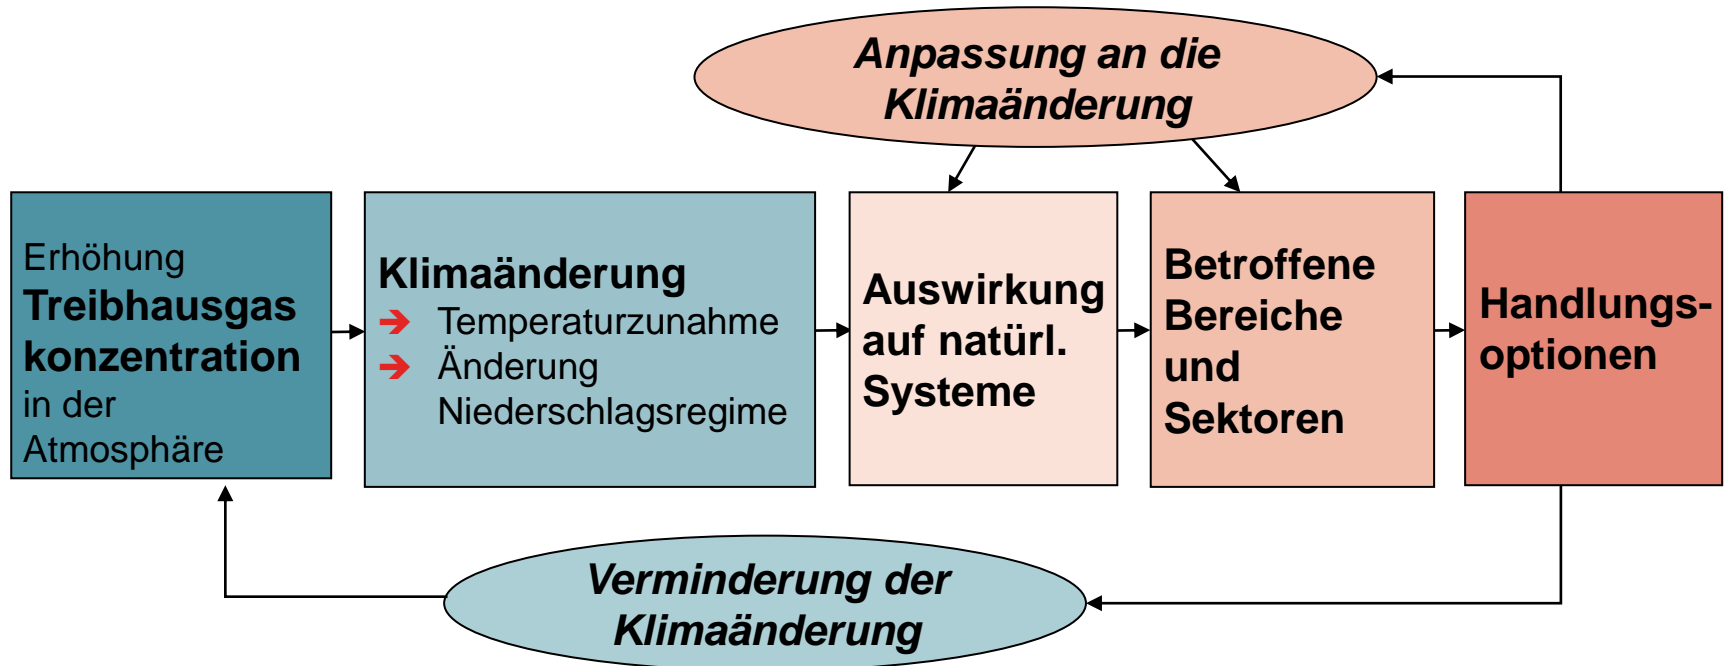 Anpassung an die
Klimaänderung
Erhöhung
Treibhausgas
konzentration
in der
Atmosphäre
Klimaänderung
➔ Temperaturzunahme
➔ Änderung
Niederschlagsregime
Auswirkung
auf natürl.
Systeme
Betroffene
Bereiche
und
Sektoren
Handlungs-
optionen
Verminderung der
Klimaänderung